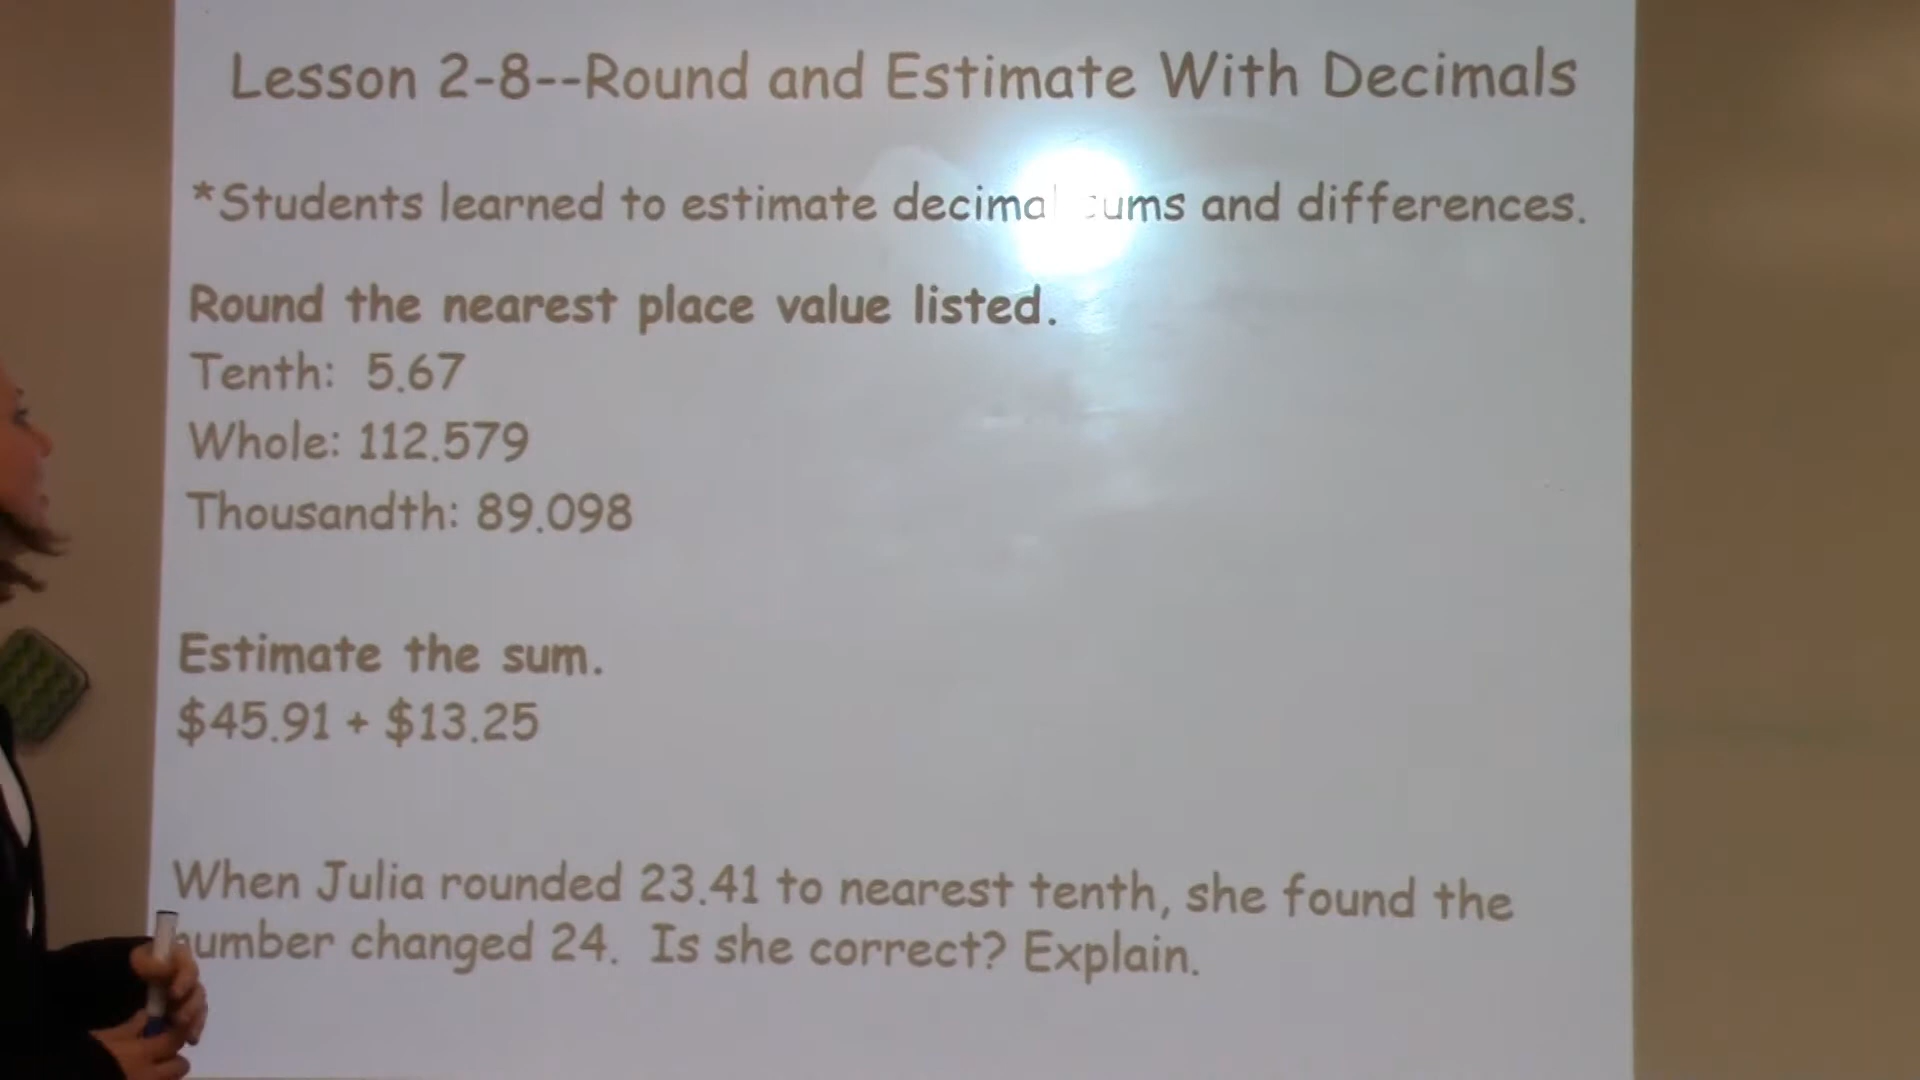 Lesson 2-8--Round and Estimate With Decimals
*Students learned to estimate decimal sums and differences.
Round the nearest place value listed.
Tenth: 5.67
Whole: 112.579
Thousandth: 89.098
Estimate the sum.
$45.91 + $13.25
When Julia rounded 23.41 to nearest tenth, she found the
number changed 24. Is she correct? Explain.